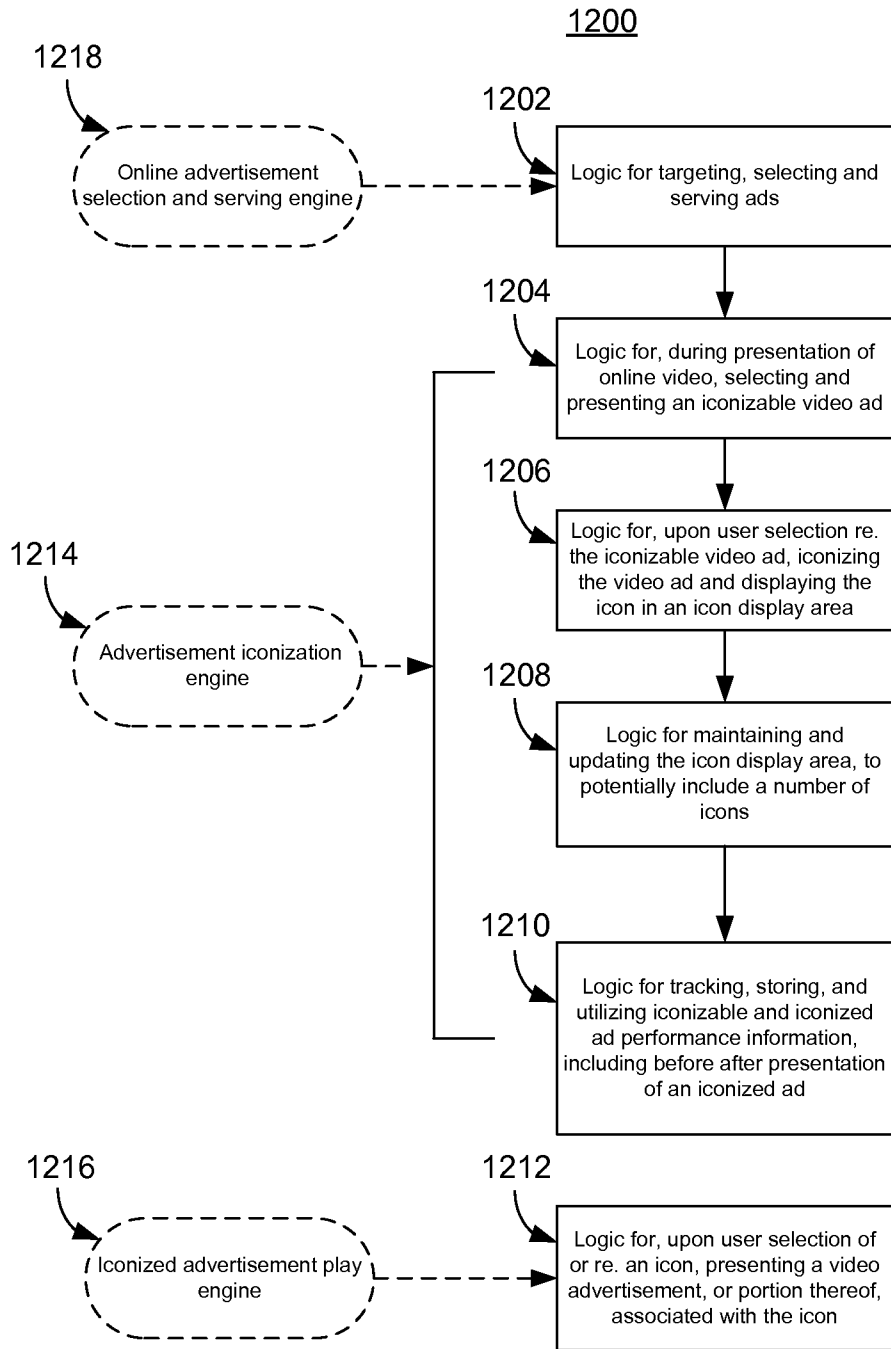 1200
1218
1202
Online advertisement
selection and serving engine
Logic for targeting, selecting and
serving ads
1204
Logic for, during presentation of
online video, selecting and
presenting an iconizable video ad
1206
Logic for, upon user selection re.
the iconizable video ad, iconizing
the video ad and displaying the
icon in an icon display area
1214
Advertisement iconization
engine
1208
Logic for maintaining and
updating the icon display area, to
potentially include a number of
icons
1210
Logic for tracking, storing, and
utilizing iconizable and iconized
ad performance information,
including before after presentation
of an iconized ad
1216
1212
Iconized advertisement play
engine
Logic for, upon user selection of
or re. an icon, presenting a video
advertisement, or portion thereof,
associated with the icon